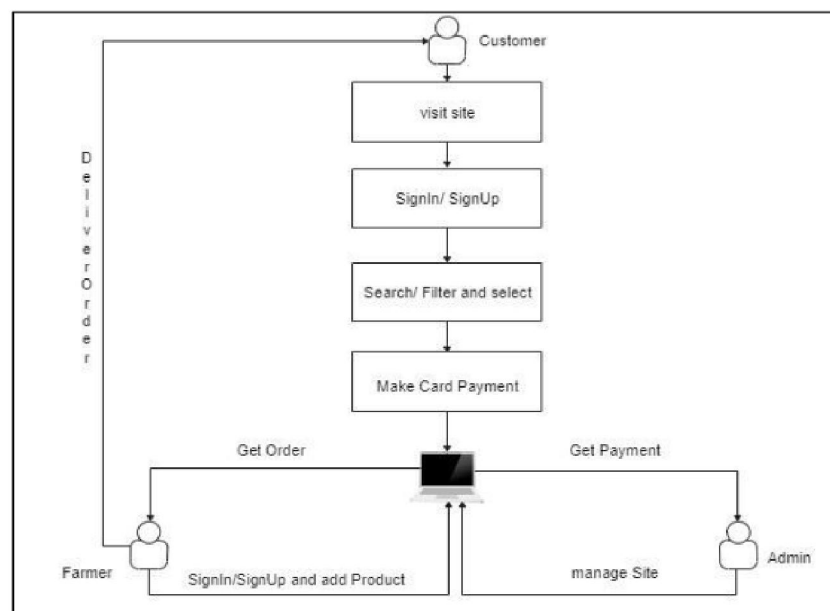 Customer
visit site
SignIn/ SignUp
Search/ Filter and select
Make Card Payment
Get Order
Get Payment
DeliverOrder
Farmer
Admin
SignIn/SignUp and add Product
manage Site